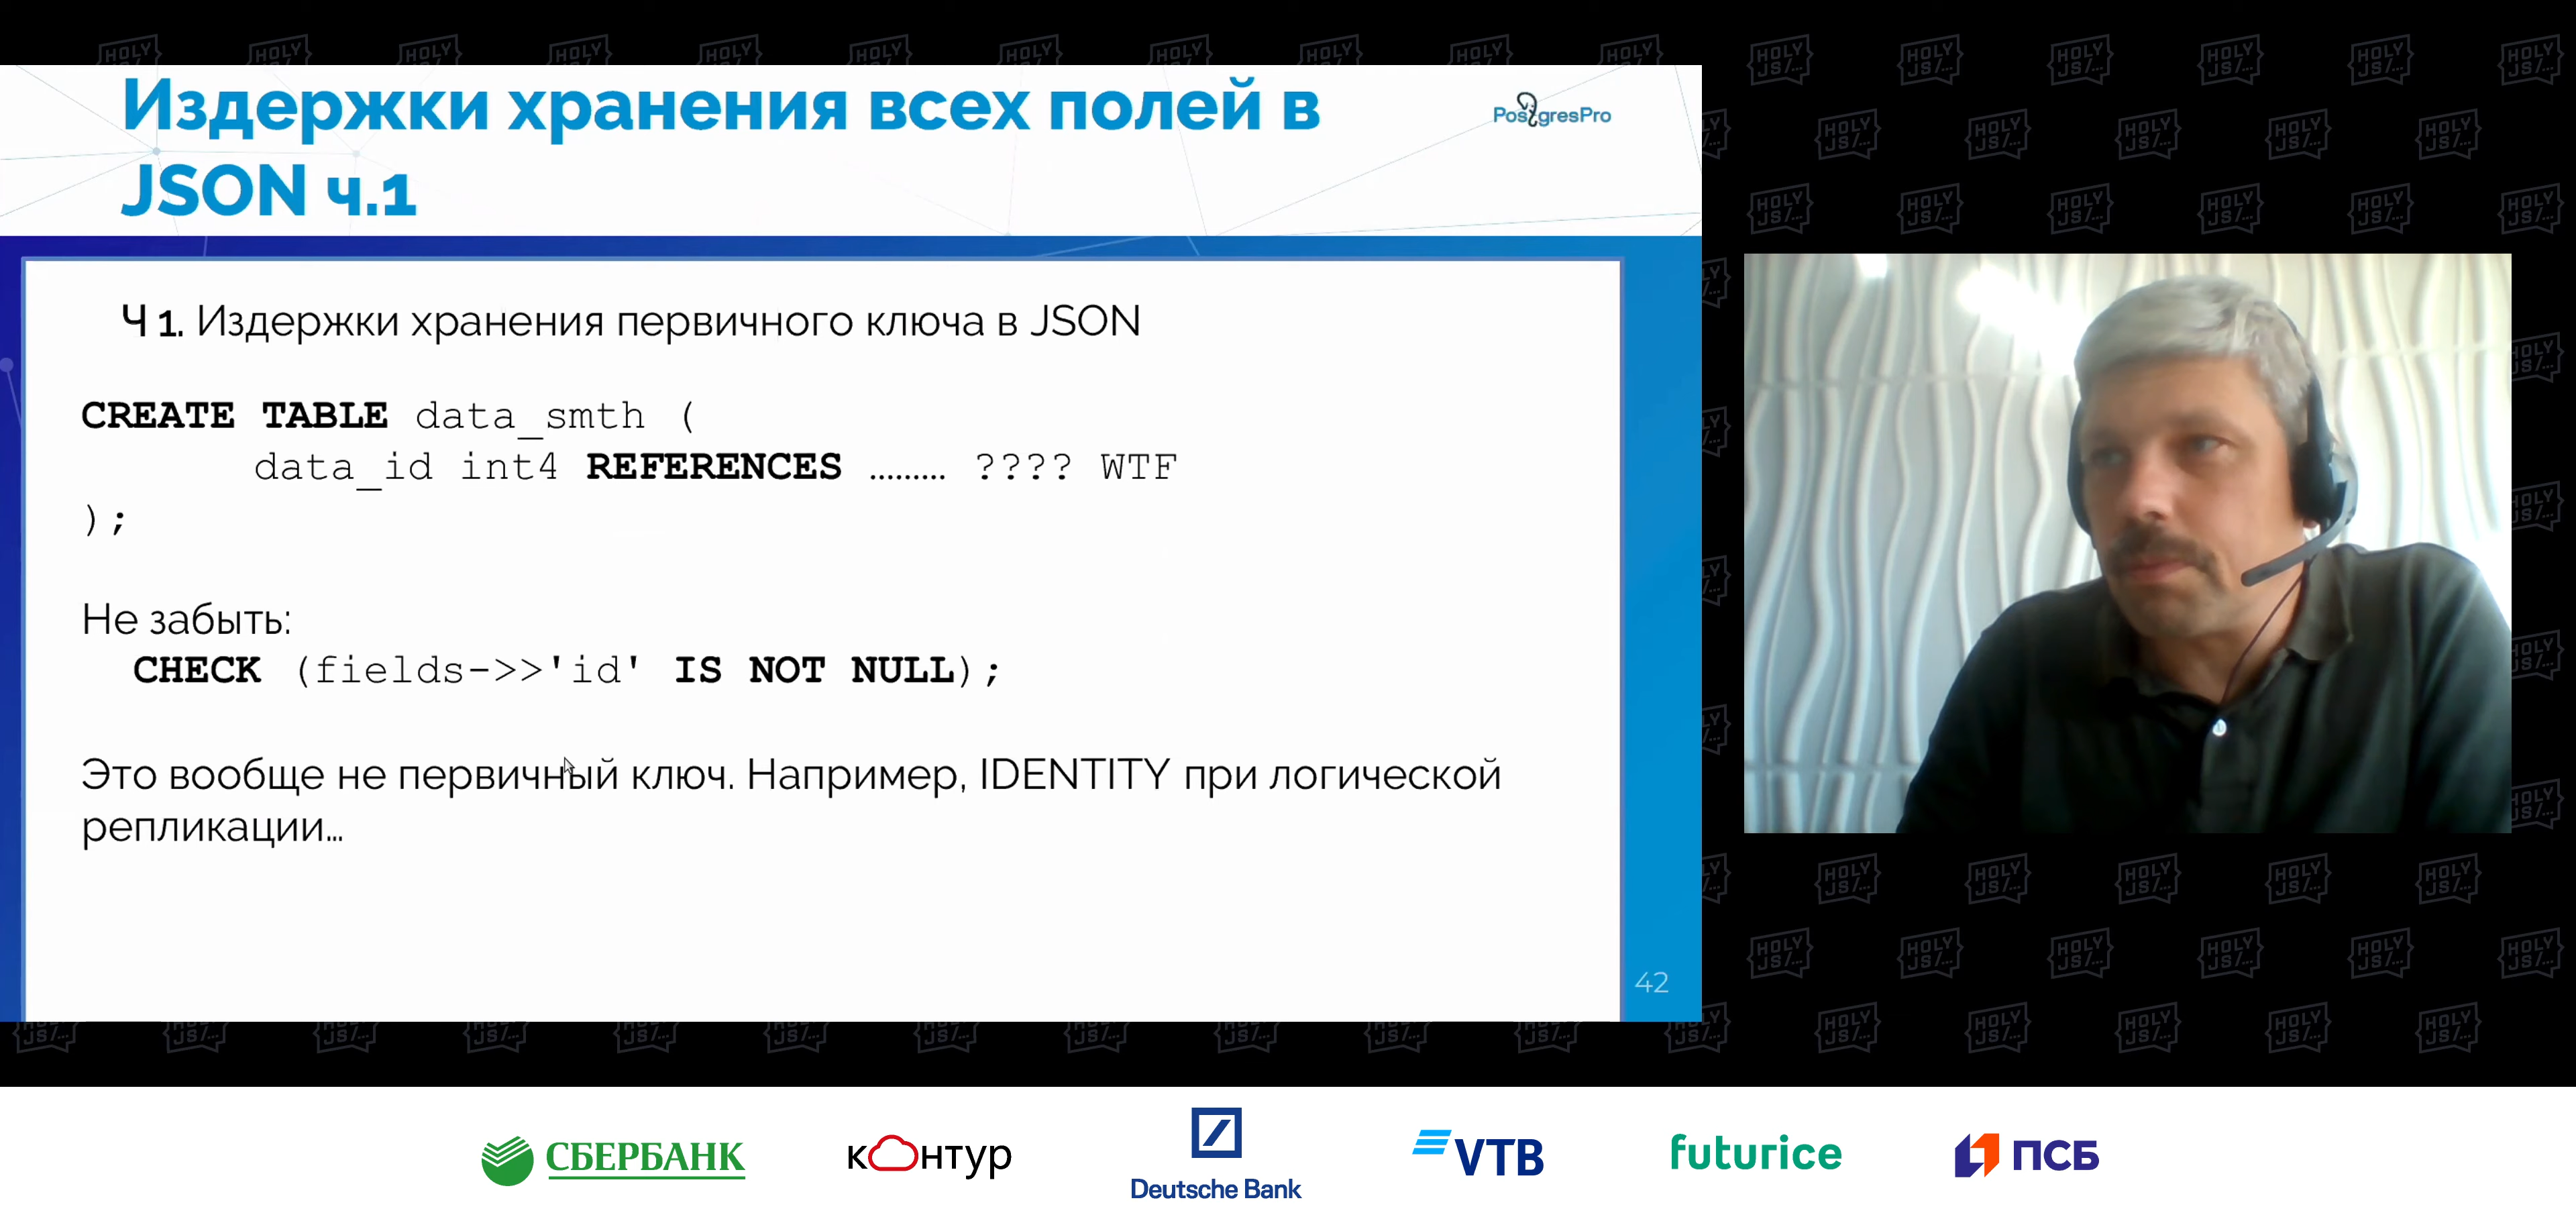 Издержки хранения всех полей в
JSON ч.1
PostgresPro
Ч 1. Издержки хранения первичного ключа в JSON
CREATE TABLE data_smth (
data_id int4 REFERENCES ......... ???? WTF
);
Не забыть:
CHECK (fields->>'id' IS NOT NULL);
Это вообще не первичный ключ. Например, IDENTITY при логической
репликации...
42
HOLY
JS/...
СБЕРБАНК
контур
Deutsche Bank
VTB
futurice
ПСБ